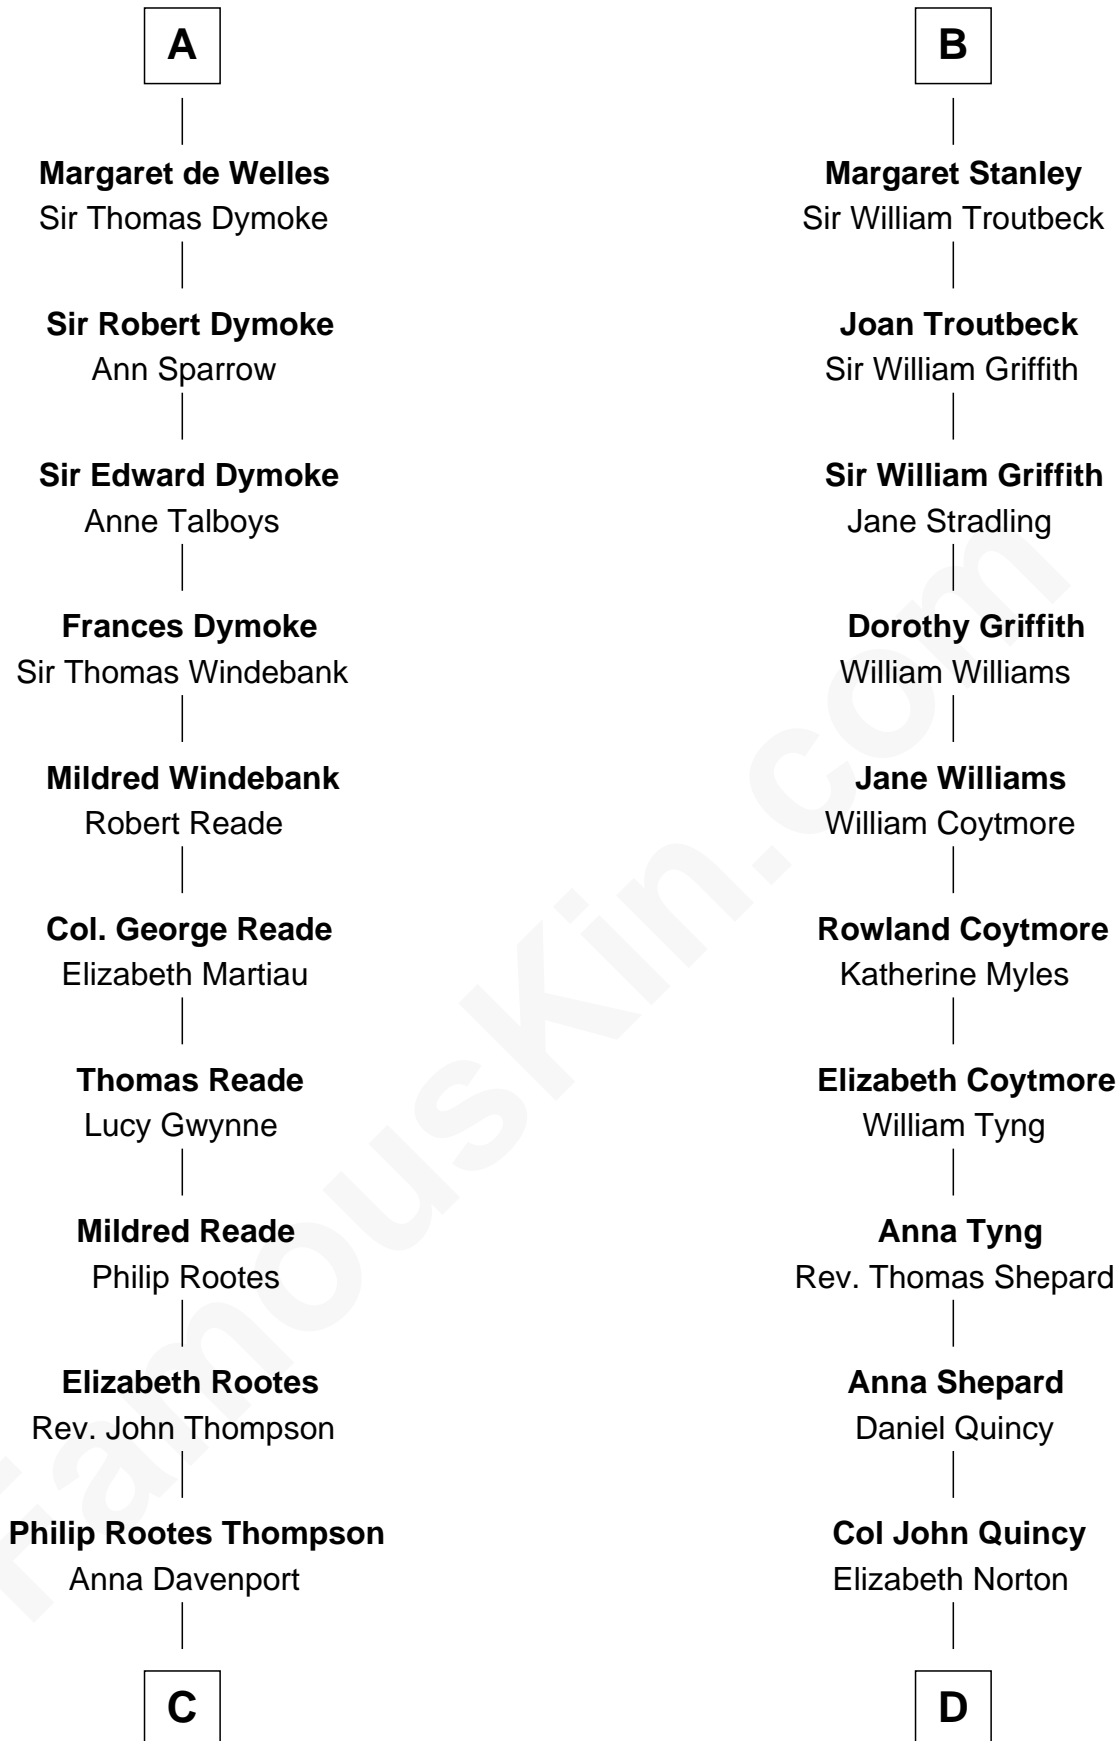 A
Margaret de Welles
Sir Thomas Dymoke
Sir Robert Dymoke
Ann Sparrow
Sir Edward Dymoke
Anne Talboys
Frances Dymoke
Sir Thomas Windebank
Mildred Windebank
Robert Reade
Col. George Reade
Elizabeth Martiau
Thomas Reade
Lucy Gwynne
Mildred Reade
Philip Rootes
Elizabeth Rootes
Rev. John Thompson
Philip Rootes Thompson
Anna Davenport
C
B
Margaret Stanley
Sir William Troutbeck
Joan Troutbeck
Sir William Griffith
Sir William Griffith
Jane Stradling
Dorothy Griffith
William Williams
Jane Williams
William Coytmore
Rowland Coytmore
Katherine Myles
Elizabeth Coytmore
William Tyng
Anna Tyng
Rev. Thomas Shepard
Anna Shepard
Daniel Quincy
Col John Quincy
Elizabeth Norton
D
FamousKin.com